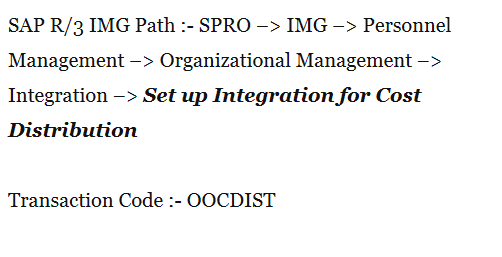 SAP R/3 IMG Path :- SPRO –> IMG –> Personnel
Management –> Organizational Management –>
Integration –> Set up Integration for Cost
Distribution
Transaction Code :- OOCDIST